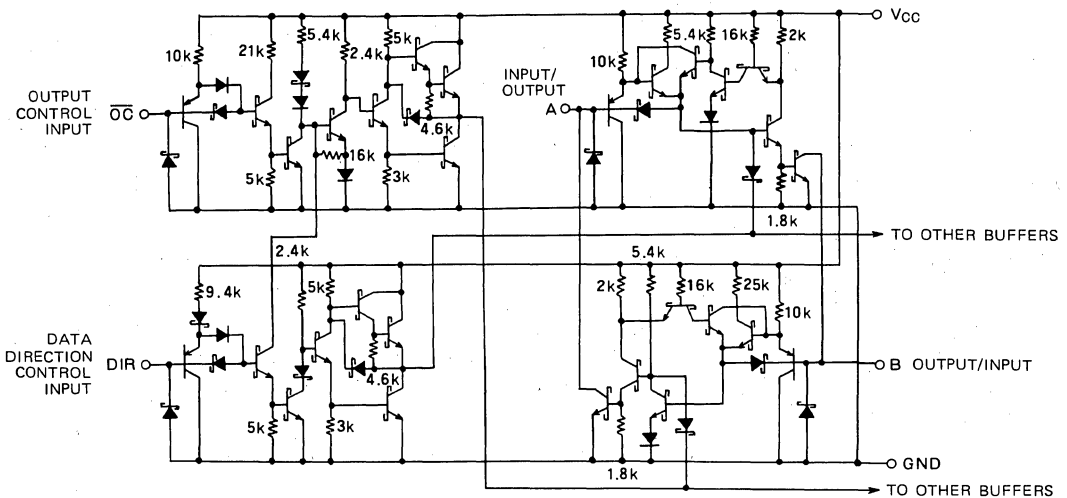 VCC
5.4k
5k
5.4k
16k
2k
10k
21k
2.4k
INPUT/
OUTPUT
10k
OUTPUT
CONTROL
INPUT
OC
A
4.6k
16k
5k
3k
1.8k
TO OTHER BUFFERS
2.4k
5.4k
9.4k
5k
2k
16k
25k
10k
DATA
DIRECTION
CONTROL
INPUT
DIR
B OUTPUT/INPUT
4.6k
5k
3k
1.8k
GND
TO OTHER BUFFERS